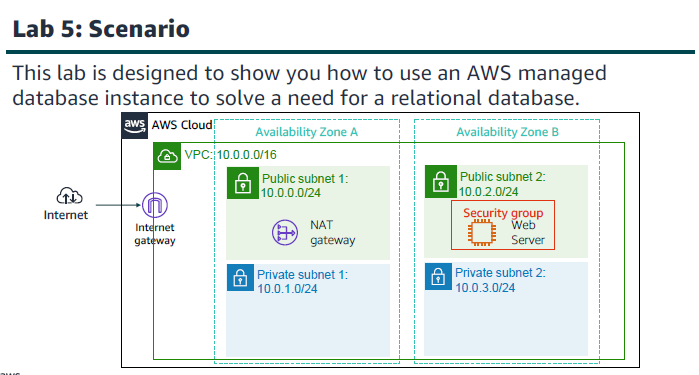 Lab 5: Scenario
This lab is designed to show you how to use an AWS managed
database instance to solve a need for a relational database.
aws
AWS Cloud
Availability Zone A
Availability Zone B
VPC: 10.0.0.0/16
Public subnet 1:
10.0.0.0/24
Public subnet 2:
10.0.2.0/24
Internet
Internet
gateway
NAT
gateway
Security group
Web
Server
Private subnet 1:
10.0.1.0/24
Private subnet 2:
10.0.3.0/24